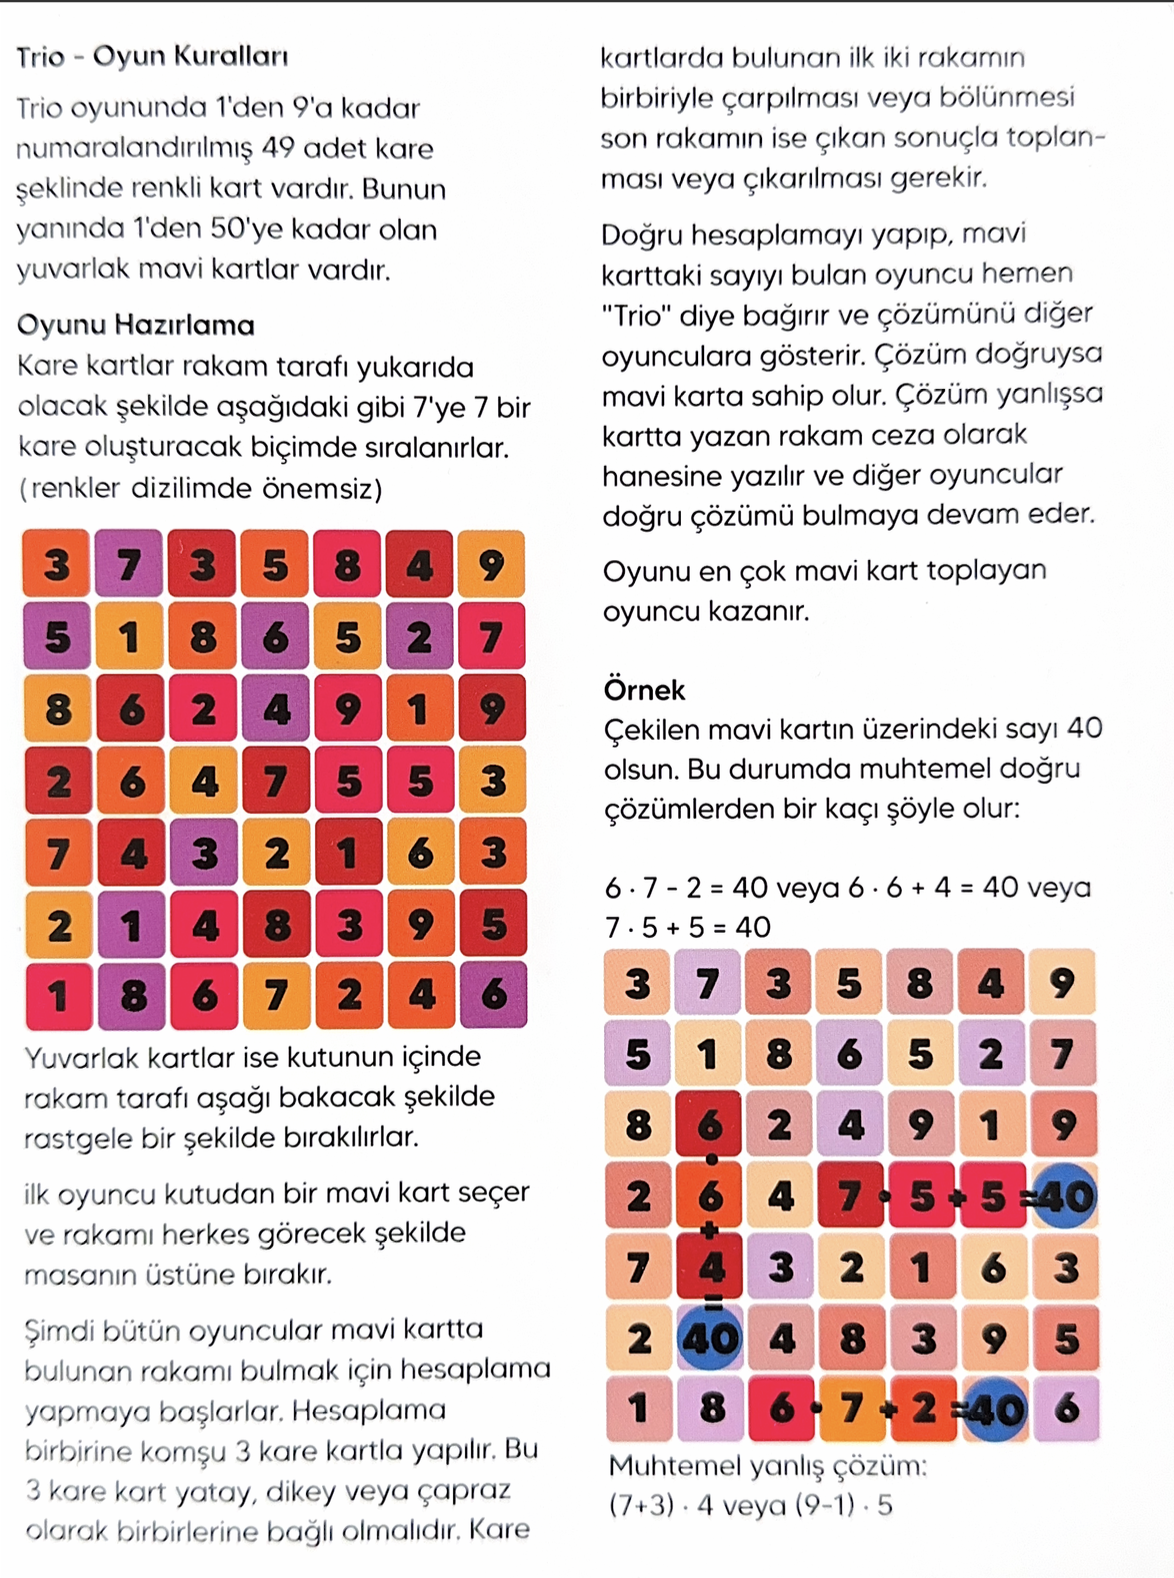 Trio - Oyun Kuralları
Trio oyununda 1'den 9'a kadar
numaralandırılmış 49 adet kare
şeklinde renkli kart vardır. Bunun
yanında 1'den 50'ye kadar olan
yuvarlak mavi kartlar vardır.
Oyunu Hazırlama
Kare kartlar rakam tarafı yukarıda
olacak şekilde aşağıdaki gibi 7'ye 7 bir
kare oluşturacak biçimde sıralanırlar.
(renkler dizilimde önemsiz)
3 7 3 5 8 4 9
5 1 8 6 5 2 7
8 6 2 4 9 1 9
2 6 4 7 5 5 3
7 4 3 2 1 6 3
2 1 4 8 3 9 5
1 8 6 7 2 4 6
Yuvarlak kartlar ise kutunun içinde
rakam tarafı aşağı bakacak şekilde
rastgele bir şekilde bırakılırlar.
ilk oyuncu kutudan bir mavi kart seçer
ve rakamı herkes görecek şekilde
masanın üstüne bırakır.
Şimdi bütün oyuncular mavi kartta
bulunan rakamı bulmak için hesaplama
yapmaya başlarlar. Hesaplama
birbirine komşu 3 kare kartla yapılır. Bu
3 kare kart yatay, dikey veya çapraz
olarak birbirlerine bağlı olmalıdır. Kare
kartlarda bulunan ilk iki rakamın
birbiriyle çarpılması veya bölünmesi
son rakamın ise çıkan sonuçla toplan-
ması veya çıkarılması gerekir.
Doğru hesaplamayı yapıp, mavi
karttaki sayıyı bulan oyuncu hemen
"Trio" diye bağırır ve çözümünü diğer
oyunculara gösterir. Çözüm doğruysa
mavi karta sahip olur. Çözüm yanlışsa
kartta yazan rakam ceza olarak
hanesine yazılır ve diğer oyuncular
doğru çözümü bulmaya devam eder.
Oyunu en çok mavi kart toplayan
oyuncu kazanır.
Örnek
Çekilen mavi kartın üzerindeki sayı 40
olsun. Bu durumda muhtemel doğru
çözümlerden bir kaçı şöyle olur:
6 · 7 - 2 = 40 veya 6 · 6 + 4 = 40 veya
7 · 5 + 5 = 40
3 7 3 5 8 4 9
5 1 8 6 5 2 7
8 6 2 4 9 1 9
·
2 6 4 7 · 5 + 5 =40
+
7 4 3 2 1 6 3
=
2 40 4 8 3 9 5
1 8 6 · 7 + 2 =40 6
Muhtemel yanlış çözüm:
(7+3) · 4 veya (9-1) · 5